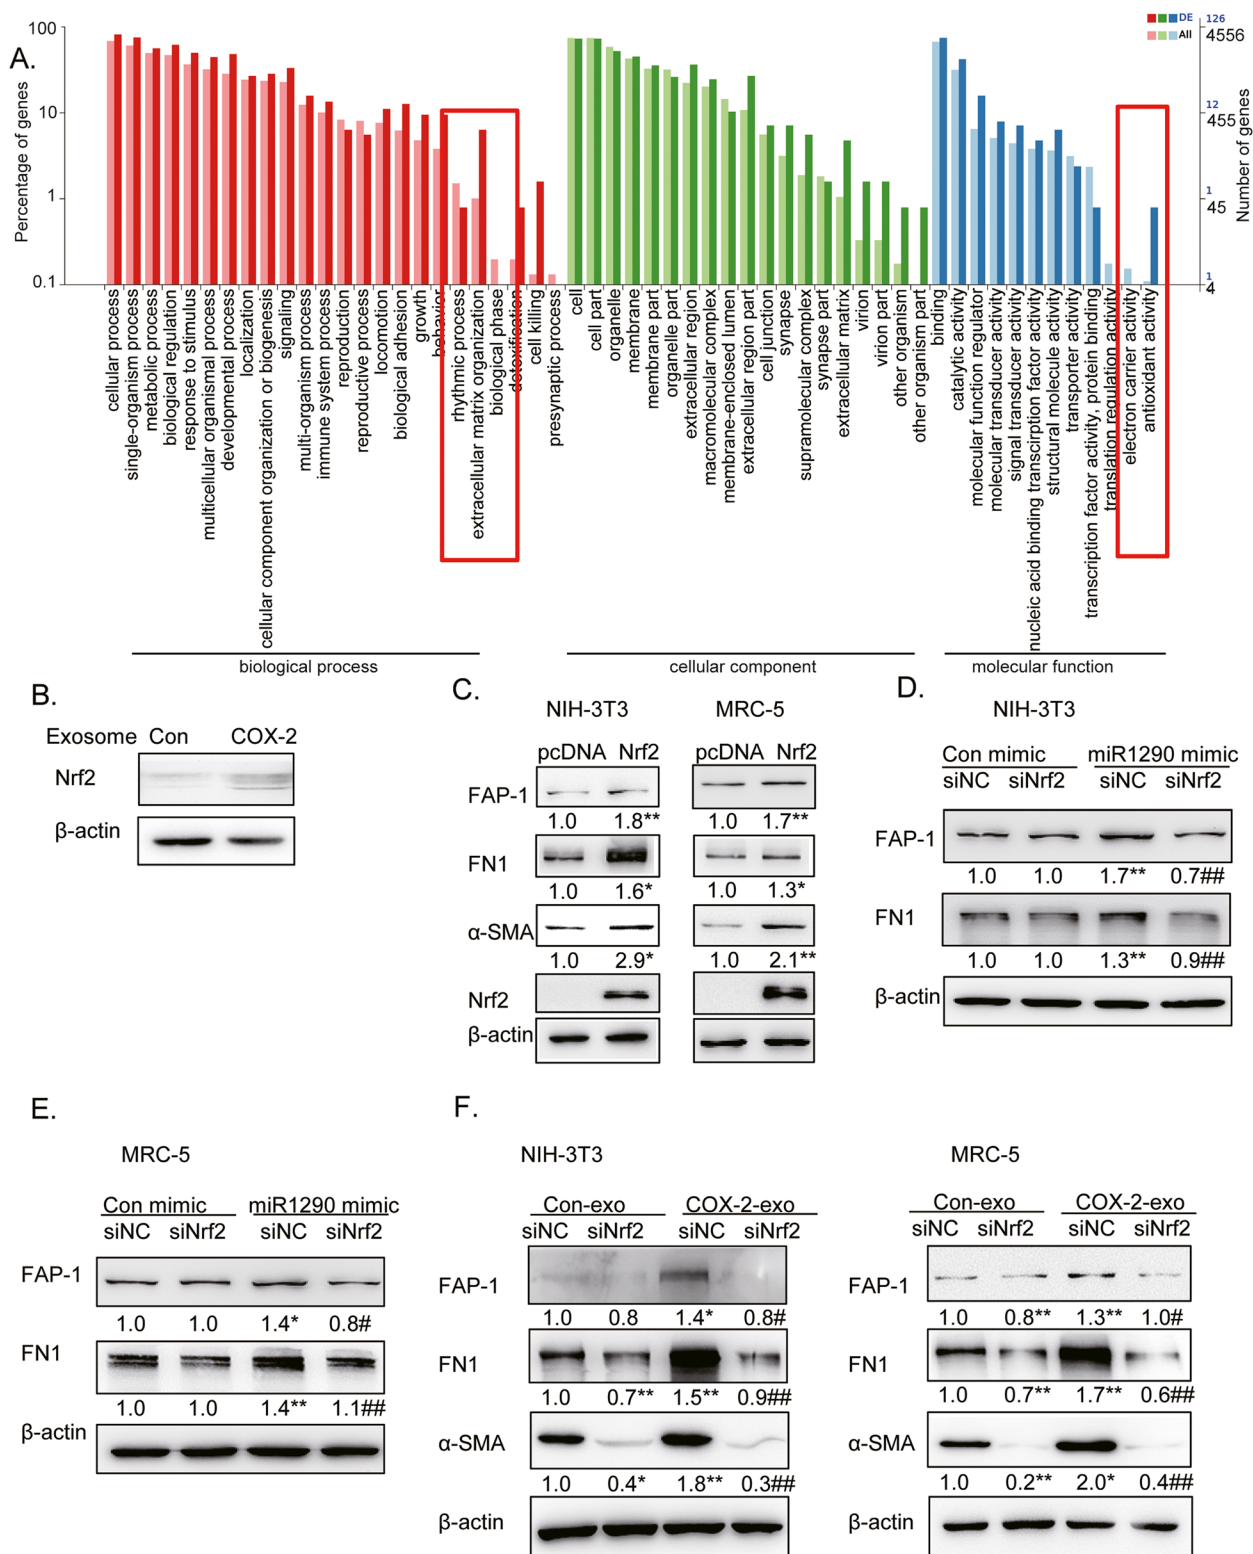 A.
Percentage of genes
100
10
1
0.1
DE
All
126
4556
12
455
1
45
1
4
Number of genes
cellular process
single-organism process
metabolic process
biological regulation
response to stimulus
multicellular organismal process
developmental process
localization
cellular component organization or biogenesis
signaling
multi-organism process
immune system process
reproduction
reproductive process
locomotion
biological adhesion
growth
behavior
rhythmic process
extracellular matrix organization
biological phase
detoxification
cell killing
presynaptic process
cell
cell part
organelle
membrane
membrane part
organelle part
extracellular region
macromolecular complex
membrane-enclosed lumen
extracellular region part
cell junction
synapse
supramolecular complex
synapse part
extracellular matrix
virion
virion part
other organism
other organism part
binding
catalytic activity
molecular function regulator
molecular transducer activity
signal transducer activity
nucleic acid binding transcription factor activity
structural molecule activity
transporter activity
transcription factor activity, protein binding
translation regulation activity
electron carrier activity
antioxidant activity
biological process
cellular component
molecular function
B.
Exosome Con COX-2
Nrf2
β-actin
C.
NIH-3T3 MRC-5
pcDNA Nrf2 pcDNA Nrf2
FAP-1
1.0 1.8** 1.0 1.7**
FN1
1.0 1.6* 1.0 1.3*
α-SMA
1.0 2.9* 1.0 2.1**
Nrf2
β-actin
D.
NIH-3T3
Con mimic miR1290 mimic
siNC siNrf2 siNC siNrf2
FAP-1
1.0 1.0 1.7** 0.7##
FN1
1.0 1.0 1.3** 0.9##
β-actin
E.
MRC-5
Con mimic miR1290 mimic
siNC siNrf2 siNC siNrf2
FAP-1
1.0 1.0 1.4* 0.8#
FN1
1.0 1.0 1.4** 1.1##
β-actin
F.
NIH-3T3
Con-exo COX-2-exo
siNC siNrf2 siNC siNrf2
FAP-1
1.0 0.8 1.4* 0.8#
FN1
1.0 0.7** 1.5** 0.9##
α-SMA
1.0 0.4* 1.8** 0.3##
β-actin
MRC-5
Con-exo COX-2-exo
siNC siNrf2 siNC siNrf2
FAP-1
1.0 0.8** 1.3** 1.0#
FN1
1.0 0.7** 1.7** 0.6##
α-SMA
1.0 0.2** 2.0* 0.4##
β-actin